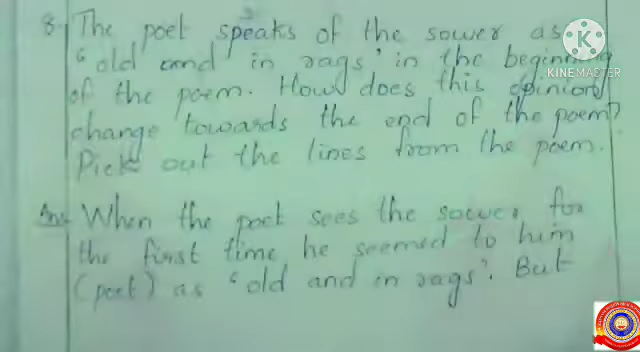 8. The poet speaks of the sower as
'old and in rags' in the beginning
of the poem. How does this opinion
change towards the end of the poem?
Pick out the lines from the poem.
Ans When the poet sees the sower for
the first time he seemed to him
(poet) as 'old and in rags'. But
KINEMASTER